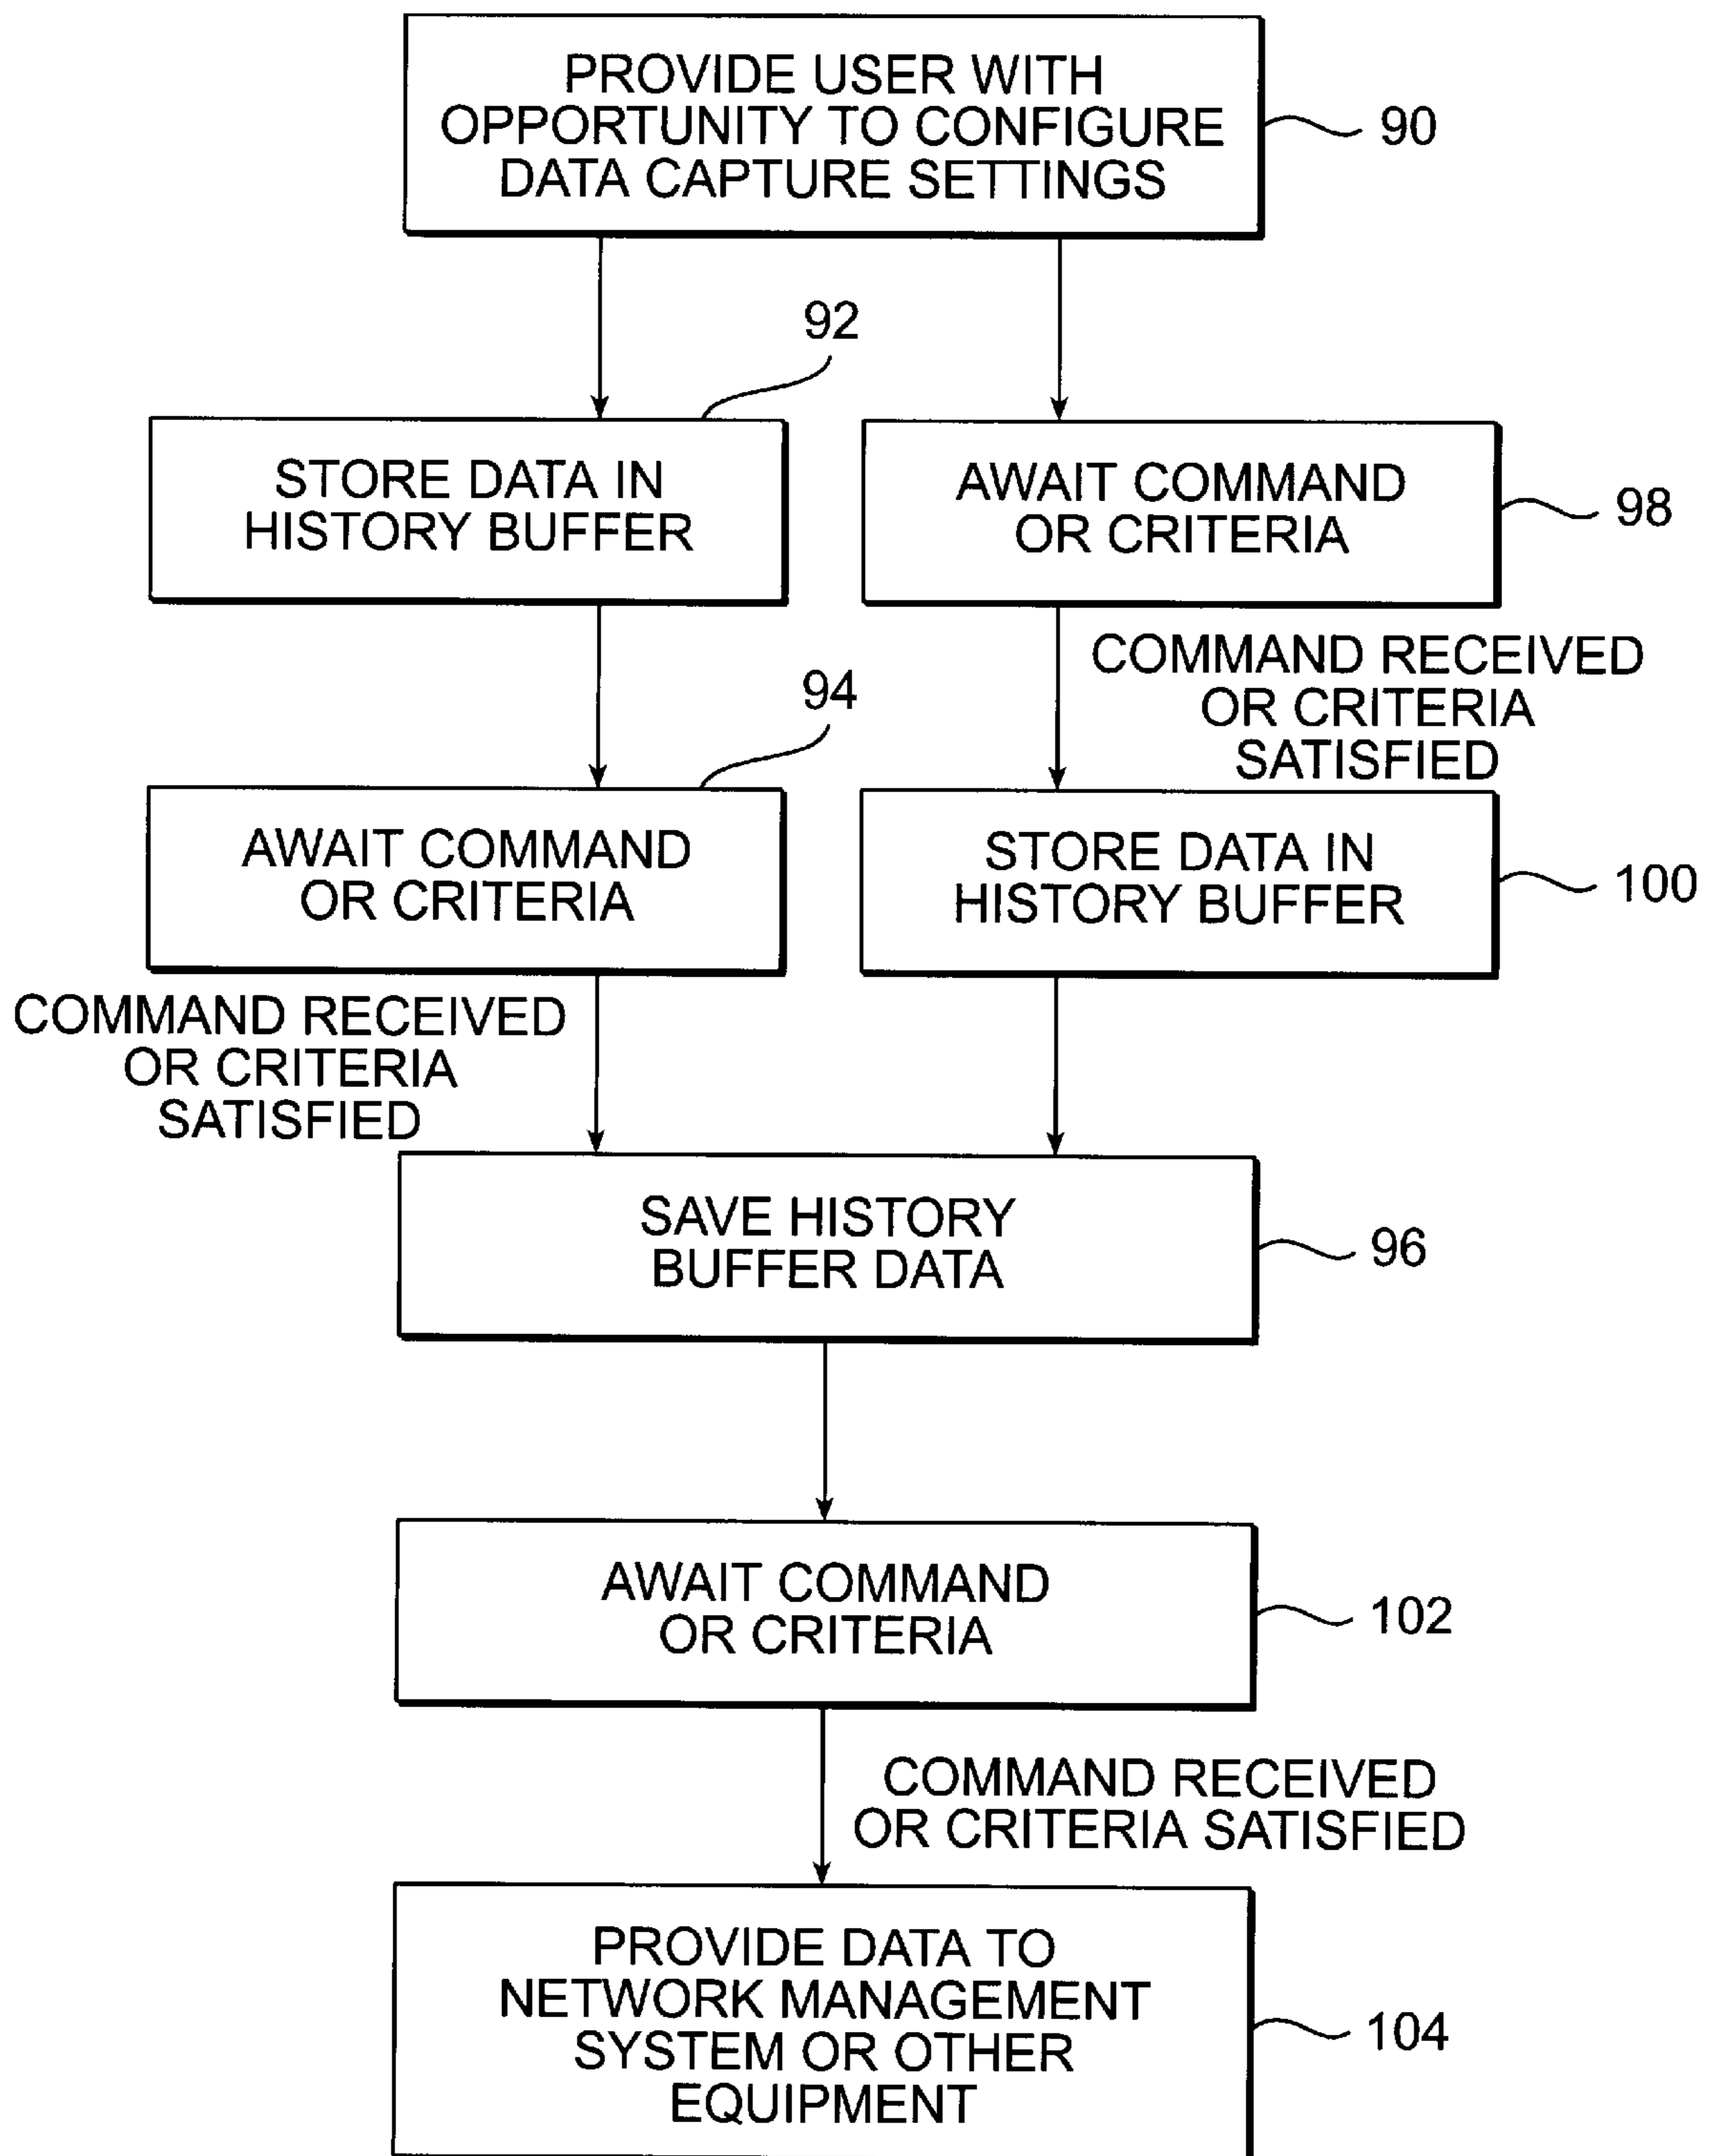 PROVIDE USER WITH
OPPORTUNITY TO CONFIGURE
DATA CAPTURE SETTINGS
90
92
STORE DATA IN
HISTORY BUFFER
AWAIT COMMAND
OR CRITERIA
98
COMMAND RECEIVED
OR CRITERIA
SATISFIED
94
AWAIT COMMAND
OR CRITERIA
STORE DATA IN
HISTORY BUFFER
100
COMMAND RECEIVED
OR CRITERIA
SATISFIED
SAVE HISTORY
BUFFER DATA
96
AWAIT COMMAND
OR CRITERIA
102
COMMAND RECEIVED
OR CRITERIA SATISFIED
PROVIDE DATA TO
NETWORK MANAGEMENT
SYSTEM OR OTHER
EQUIPMENT
104